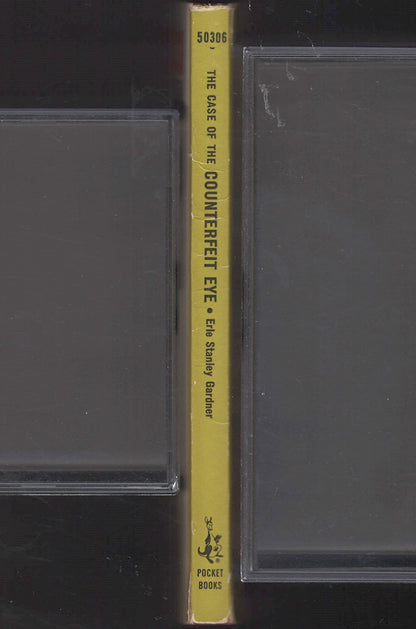 50306
THE CASE OF THE COUNTERFEIT EYE • Erle Stanley Gardner
POCKET
BOOKS